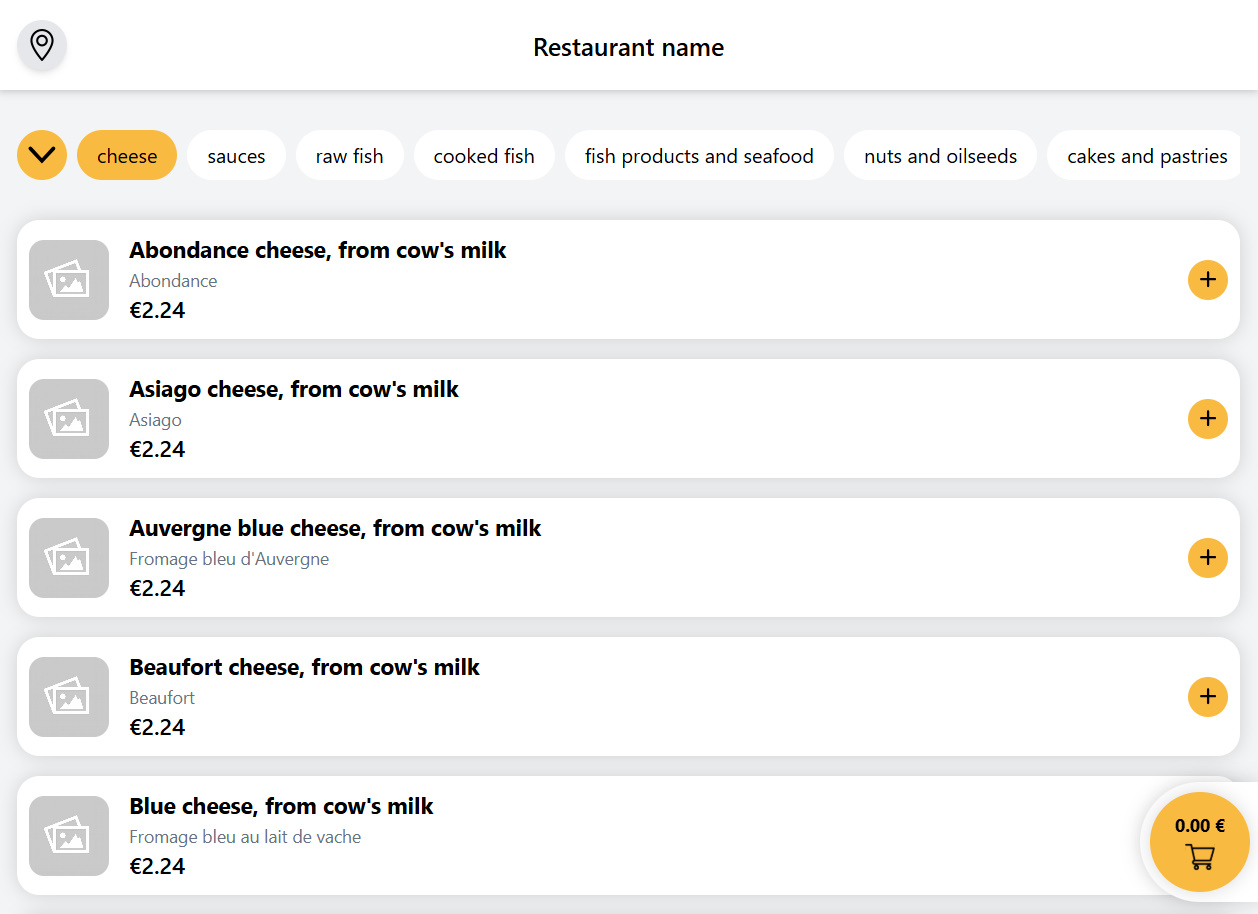 Restaurant name
cheese sauces raw fish cooked fish fish products and seafood nuts and oilseeds cakes and pastries
Abondance cheese, from cow's milk
Abondance
€2.24
Asiago cheese, from cow's milk
Asiago
€2.24
Auvergne blue cheese, from cow's milk
Fromage bleu d'Auvergne
€2.24
Beaufort cheese, from cow's milk
Beaufort
€2.24
Blue cheese, from cow's milk
Fromage bleu au lait de vache
€2.24
0.00 €